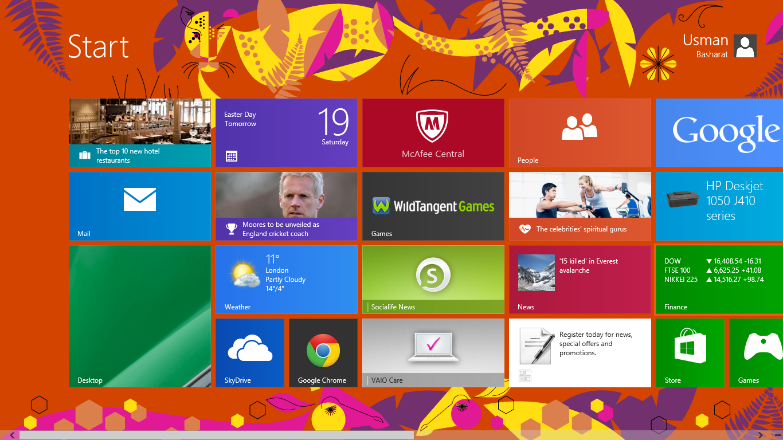 Start
Usman
Basharat
The top 10 new hotel
restaurants
Easter Day
Tomorrow
19
Saturday
McAfee Central
People
Google
Mail
Moores to be unveiled as
England cricket coach
WildTangent Games
Games
The celebrities' spiritual gurus
HP Deskjet
1050 J410
series
Desktop
11°
London
Partly Cloudy
14°/4°
Weather
S
Socialife News
'15 killed' in Everest
avalanche
News
DOW ▼ 16,408.54 -16.31
FTSE 100 ▲ 6,625.25 +41.08
NIKKEI 225 ▲ 14,516.27 +98.74
Finance
SkyDrive
Google Chrome
VAIO Care
Register today for news,
special offers and
promotions.
Store
Games